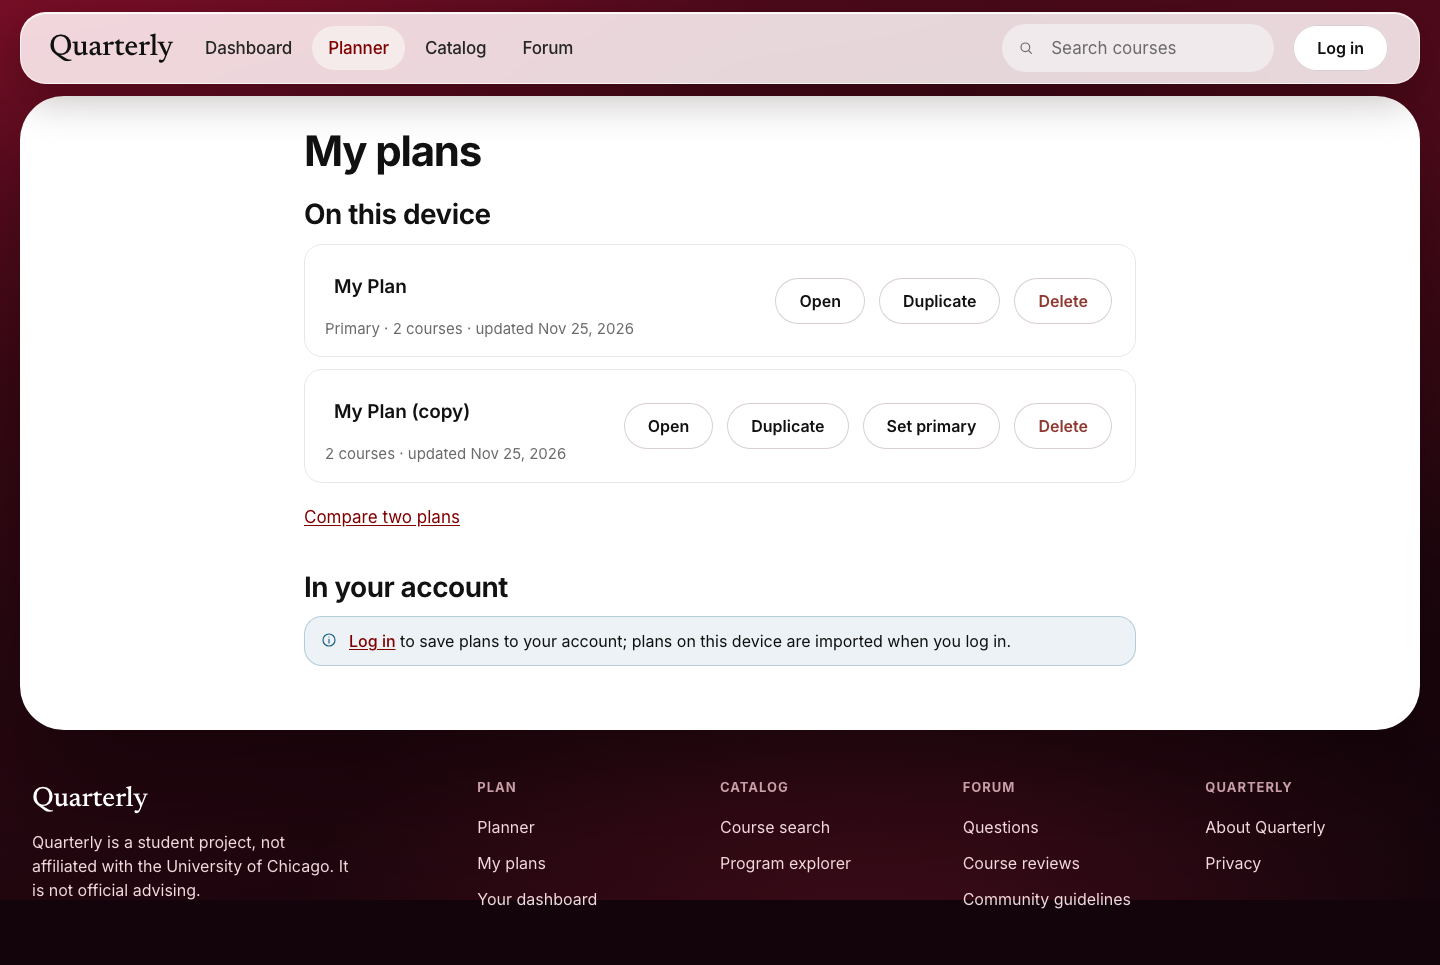 Quarterly
Dashboard
Planner
Catalog
Forum
Search courses
Log in
My plans
On this device
My Plan
Primary · 2 courses · updated Nov 25, 2026
Open
Duplicate
Delete
My Plan (copy)
2 courses · updated Nov 25, 2026
Open
Duplicate
Set primary
Delete
Compare two plans
In your account
Log in to save plans to your account; plans on this device are imported when you log in.
Quarterly
Quarterly is a student project, not
affiliated with the University of Chicago. It
is not official advising.
PLAN
Planner
My plans
Your dashboard
CATALOG
Course search
Program explorer
FORUM
Questions
Course reviews
Community guidelines
QUARTERLY
About Quarterly
Privacy